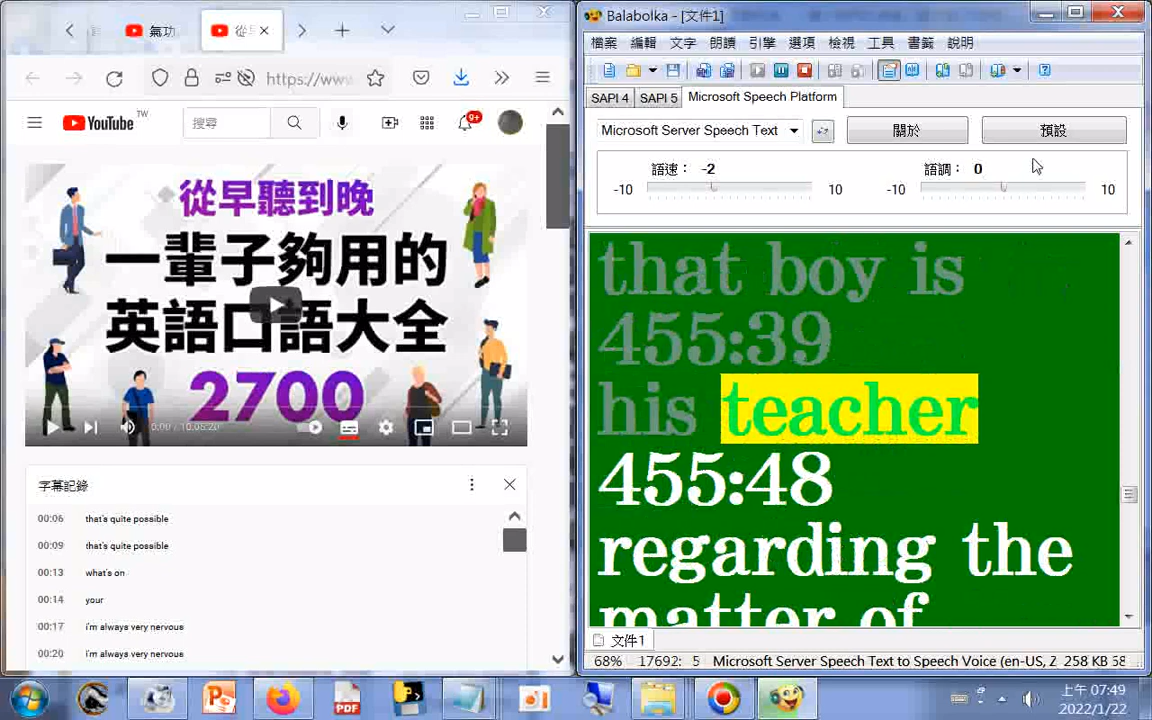 氣功
從
https://www
YouTube TW
搜尋
9+
從早聽到晚
一輩子夠用的
英語口語大全
2700
0:00 / 10:05:20
字幕記錄
00:06 that's quite possible
00:09 that's quite possible
00:13 what's on
00:14 your
00:17 i'm always very nervous
00:20 i'm always very nervous
Balabolka - [文件1]
檔案 編輯 文字 朗讀 引擎 選項 檢視 工具 書籤 說明
SAPI 4 SAPI 5 Microsoft Speech Platform
Microsoft Server Speech Text 關於 預設
語速： -2 語調： 0
-10 10 -10 10
that boy is
455:39
his teacher
455:48
regarding the
matter of
文件1
68% 17692: 5 Microsoft Server Speech Text to Speech Voice (en-US, Z 258 KB 58
PDF
上午 07:49
2022/1/22